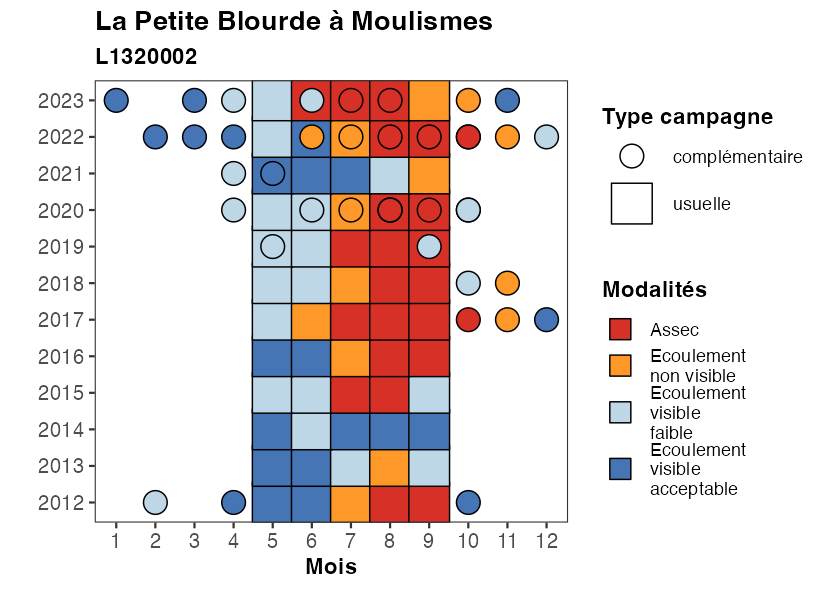 La Petite Blourde à Moulismes
L1320002
2023
2022
2021
2020
2019
2018
2017
2016
2015
2014
2013
2012
1 2 3 4 5 6 7 8 9 10 11 12
Mois
Type campagne
complémentaire
usuelle
Modalités
Assec
Ecoulement
non visible
Ecoulement
visible
faible
Ecoulement
visible
acceptable